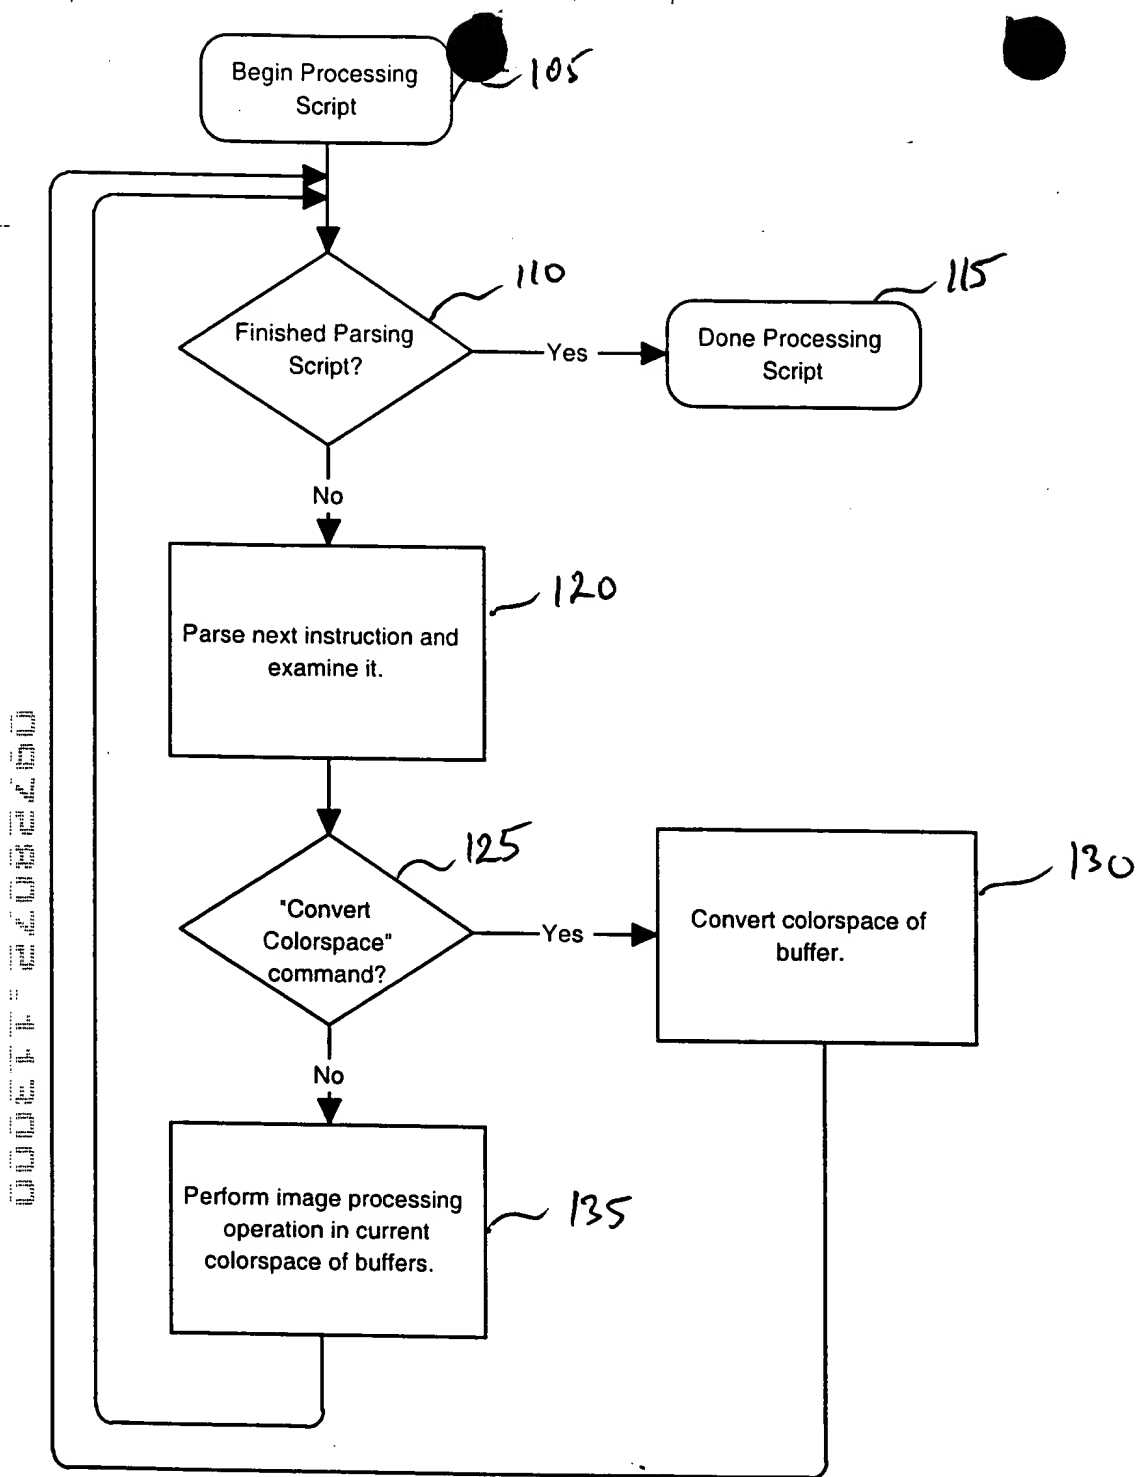 Begin Processing
Script
105
110
Finished Parsing
Script?
Yes
115
Done Processing
Script
No
120
Parse next instruction and
examine it.
125
"Convert
Colorspace"
command?
Yes
130
Convert colorspace of
buffer.
No
135
Perform image processing
operation in current
colorspace of buffers.